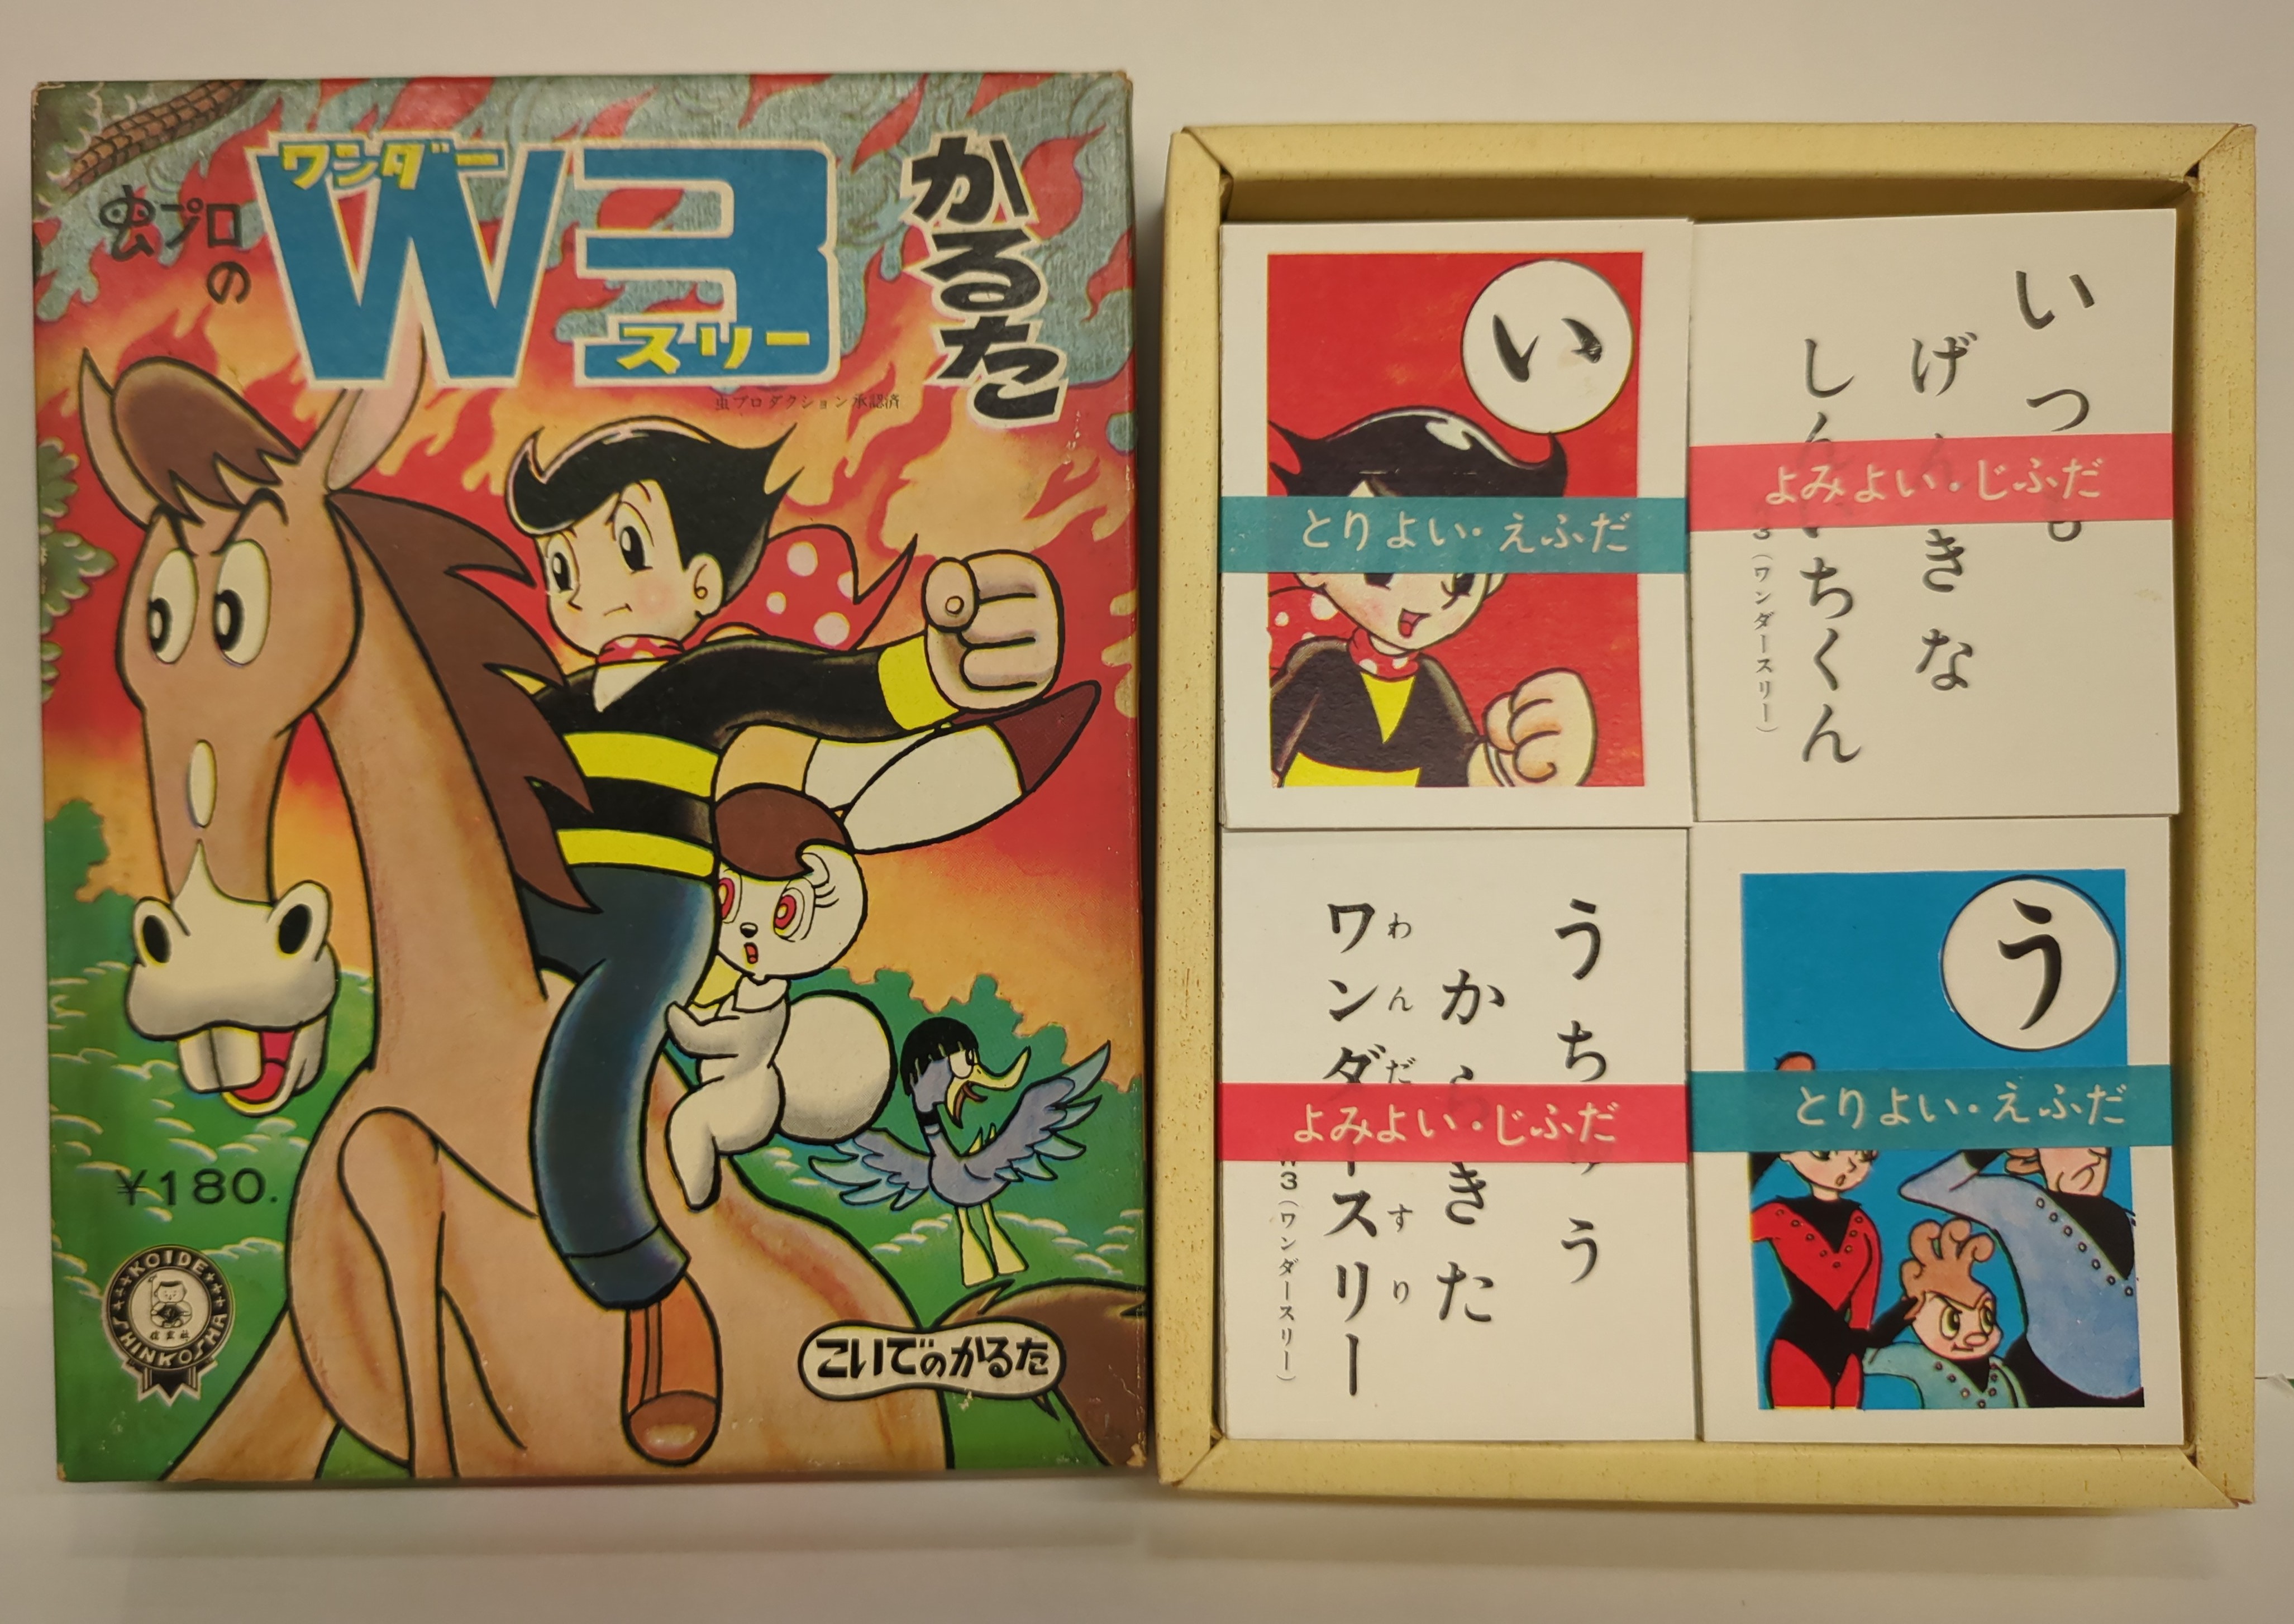 虫プロの
ワンダー
W3
スリー
かるた
虫プロダクション承認済
¥180.
KOIDE
SHINKOSHA
こいでのかるた
い
とりよい・えふだ
いつも
げんきな
しんいちくん
(ワンダースリー)
よみよい・じふだ
うちゅう
からきた
ワンダースリー
わんだすり
W3(ワンダースリー)
よみよい・じふだ
う
とりよい・えふだ